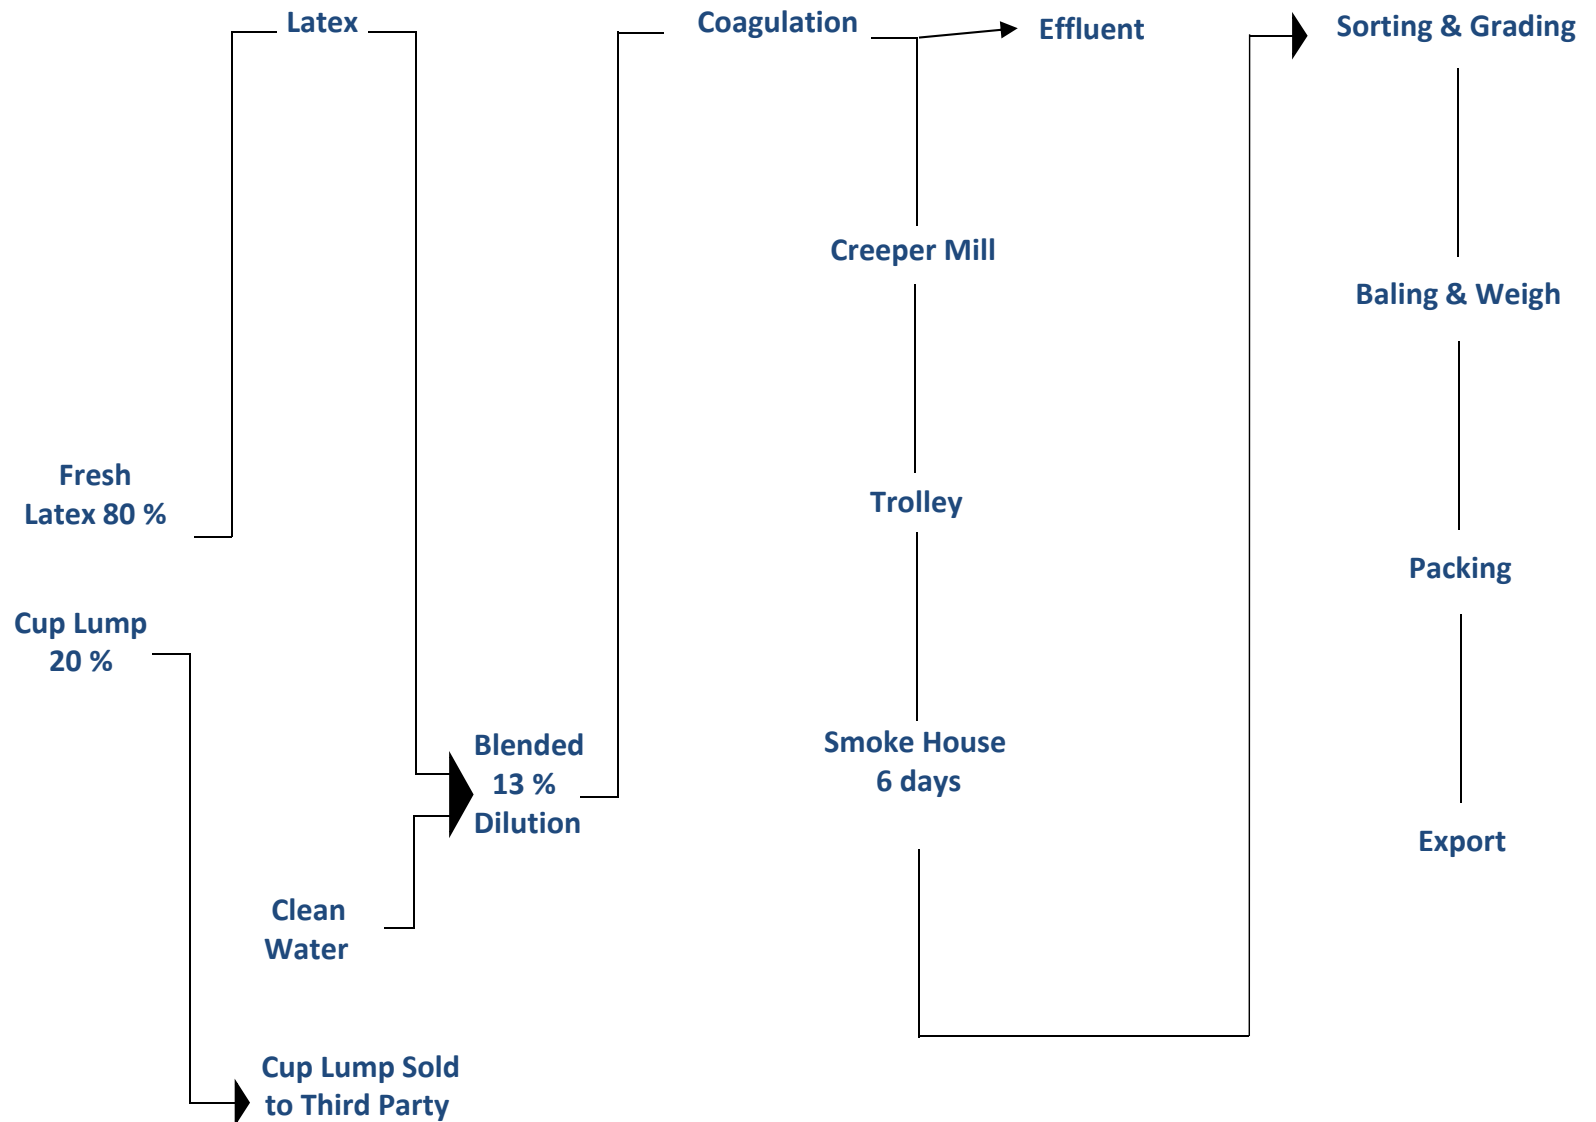 Latex
Coagulation
Effluent
Sorting & Grading
Creeper Mill
Baling & Weigh
Fresh
Latex 80 %
Trolley
Packing
Cup Lump
20 %
Blended
13 %
Dilution
Smoke House
6 days
Export
Clean
Water
Cup Lump Sold
to Third Party